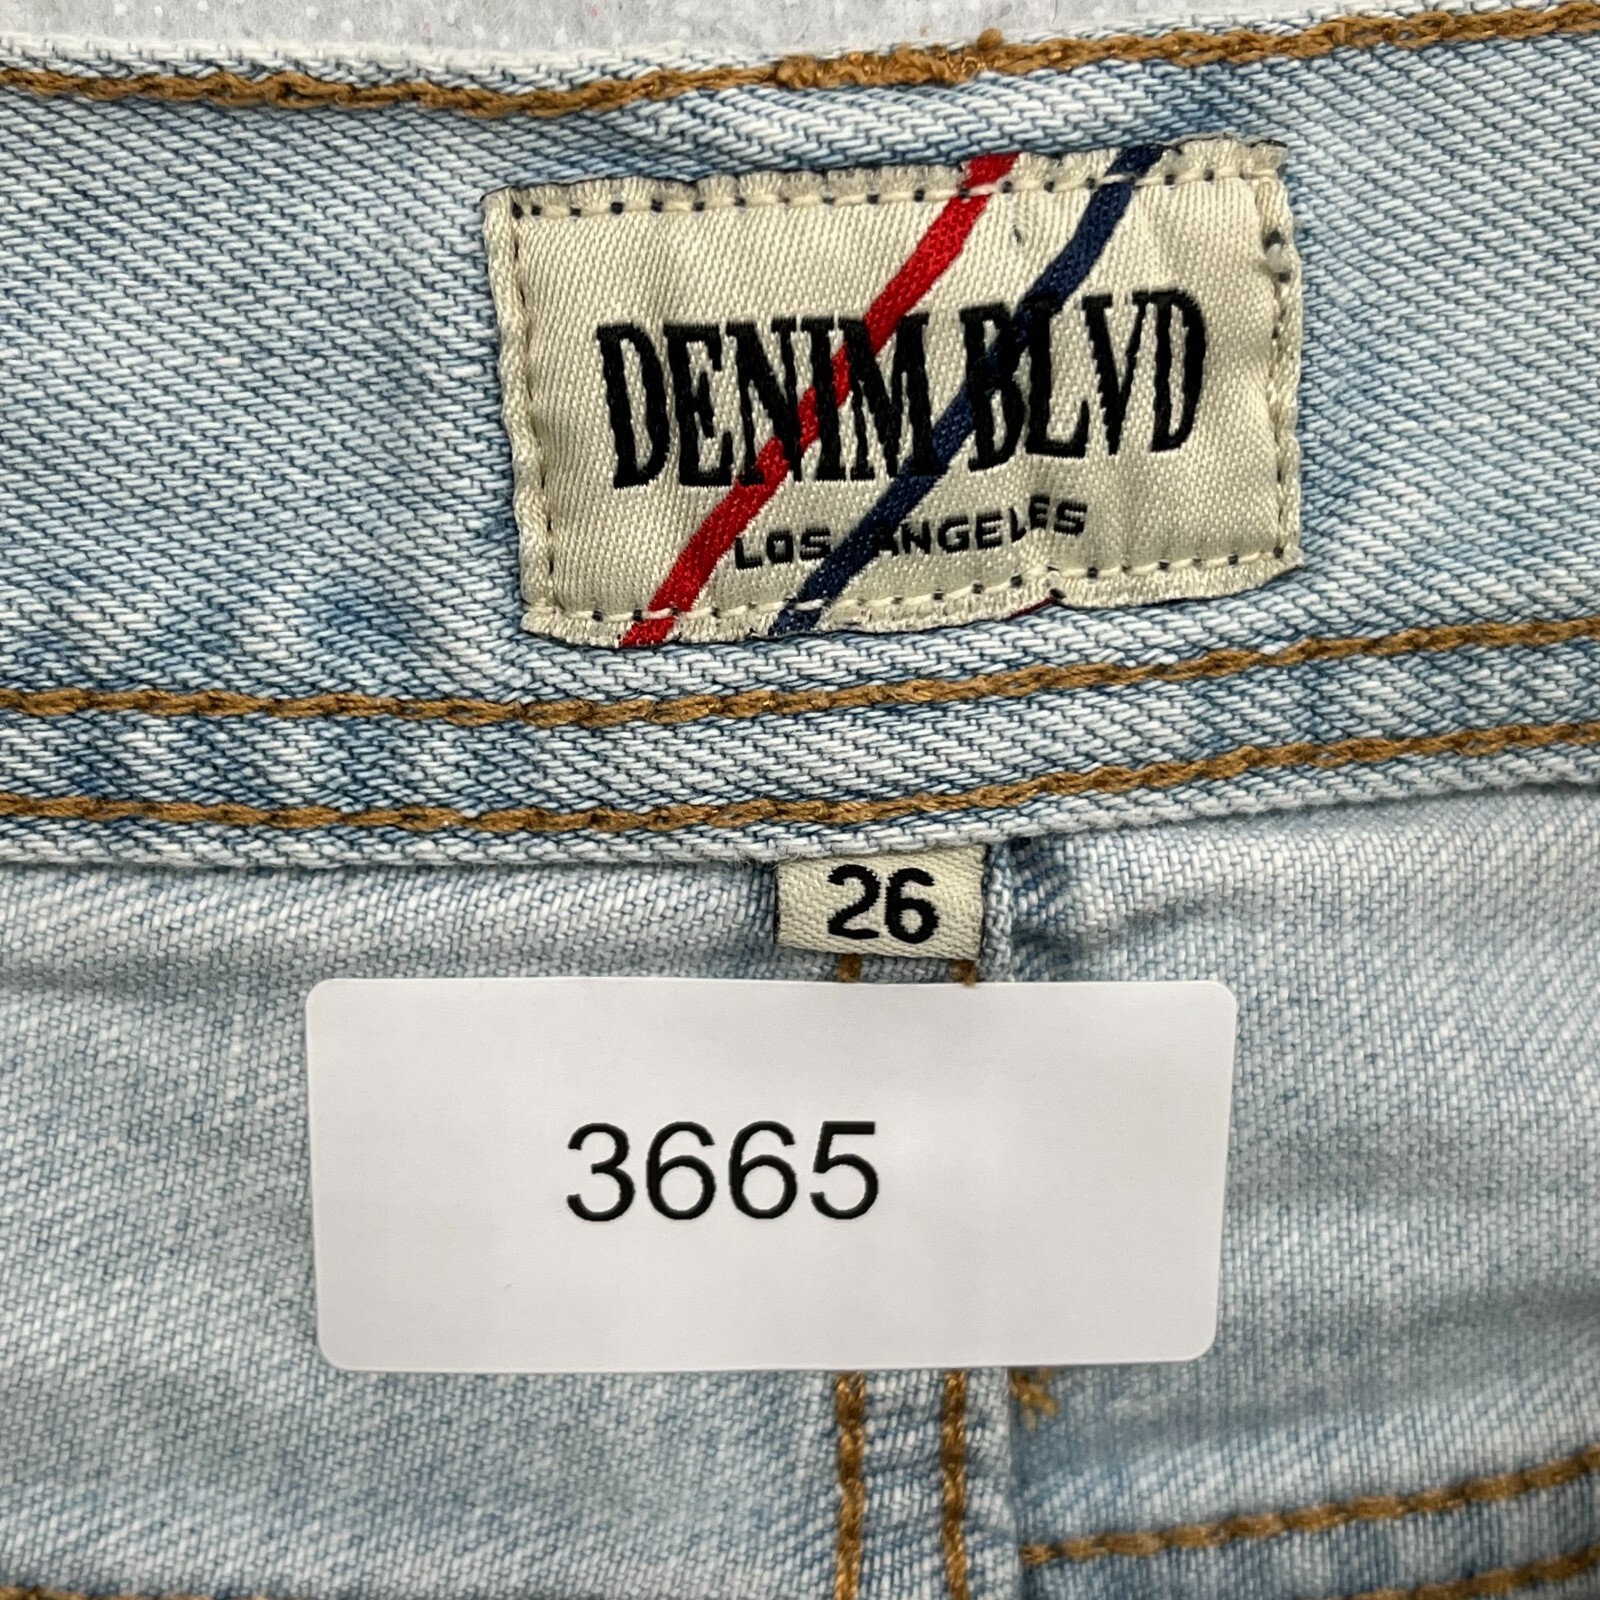 DENIM BLVD
LOS ANGELES
26
3665